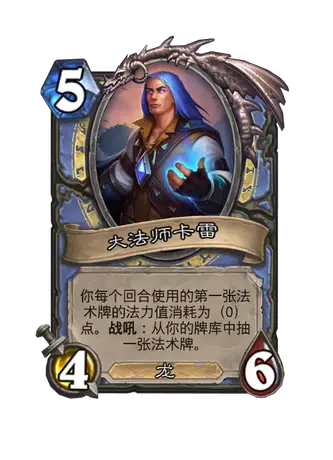 5
大法师卡雷
你每个回合使用的第一张法
术牌的法力值消耗为（0）
点。战吼：从你的牌库中抽
一张法术牌。
4
龙
6